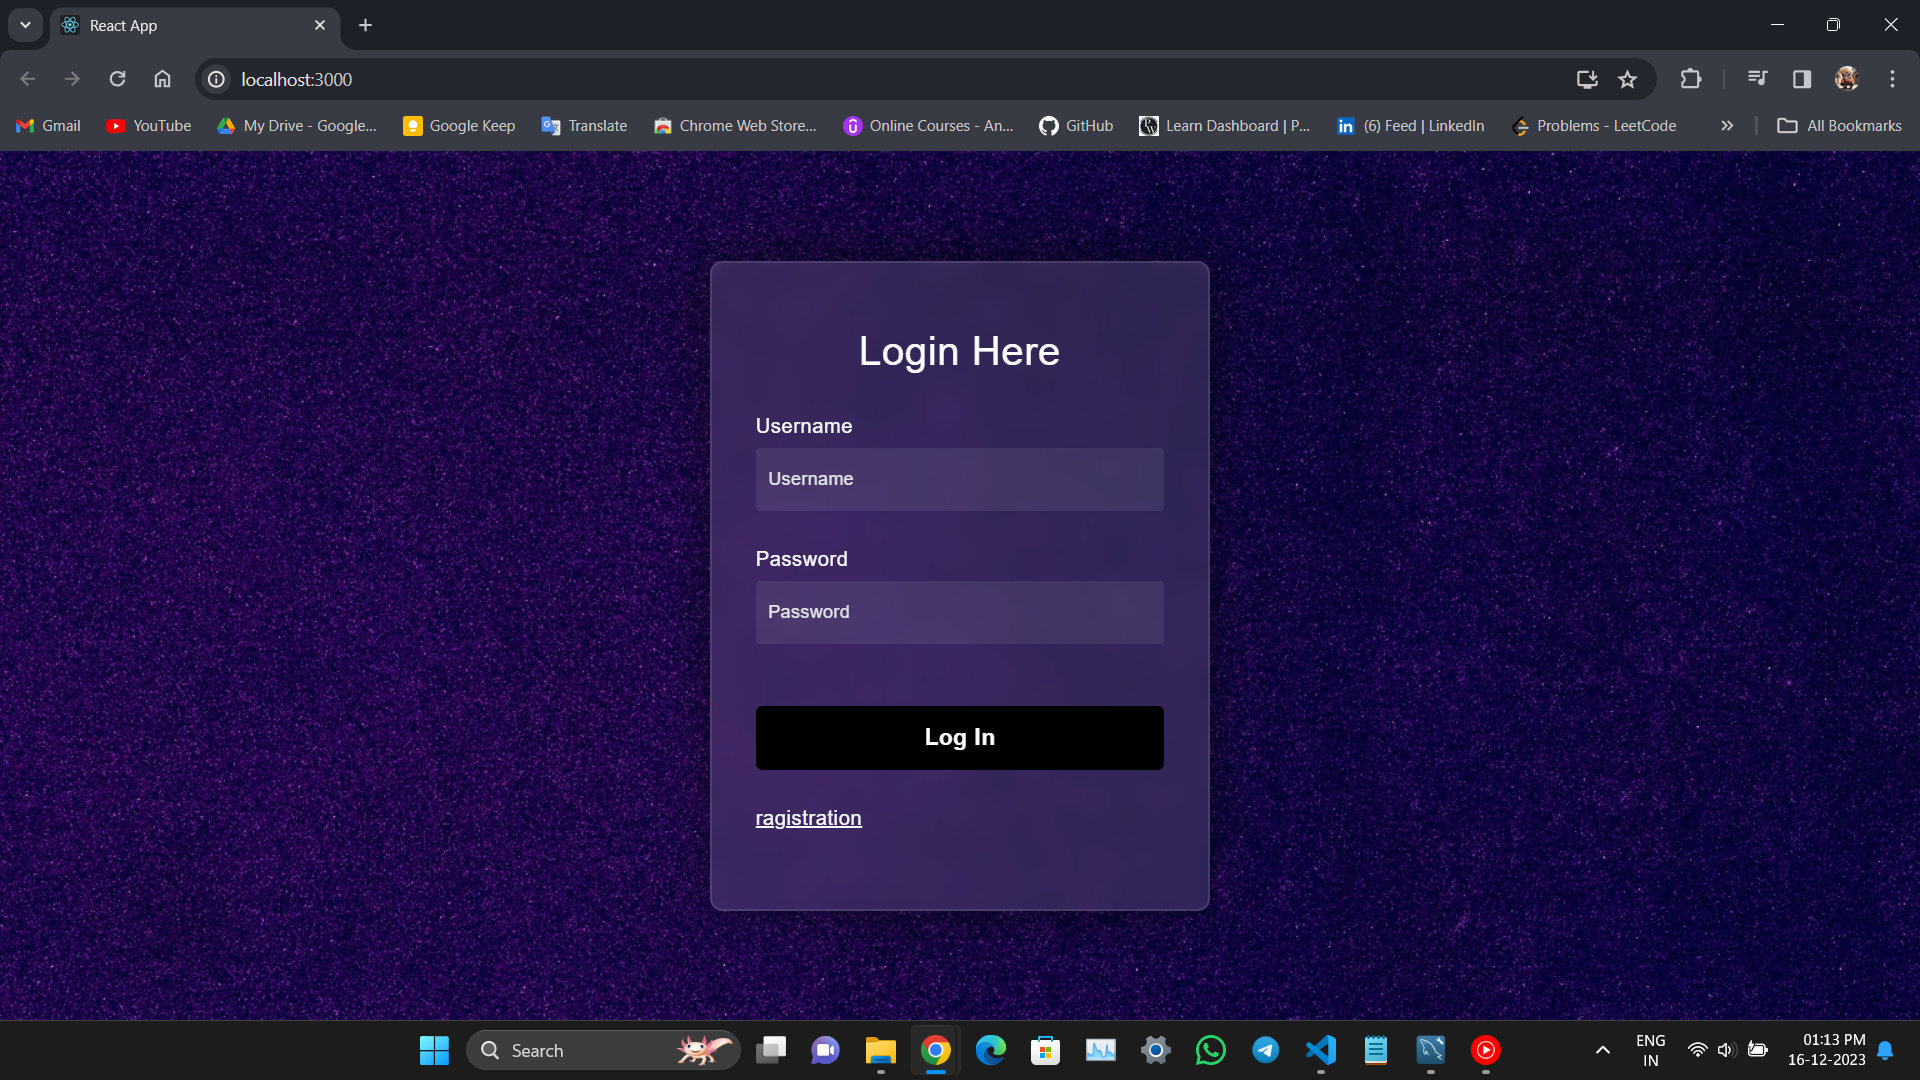 React App
localhost:3000
Gmail
YouTube
My Drive - Google...
Google Keep
Translate
Chrome Web Store...
Online Courses - An...
GitHub
Learn Dashboard | P...
(6) Feed | LinkedIn
Problems - LeetCode
All Bookmarks
Login Here
Username
Username
Password
Password
Log In
ragistration
Search
ENG
IN
01:13 PM
16-12-2023